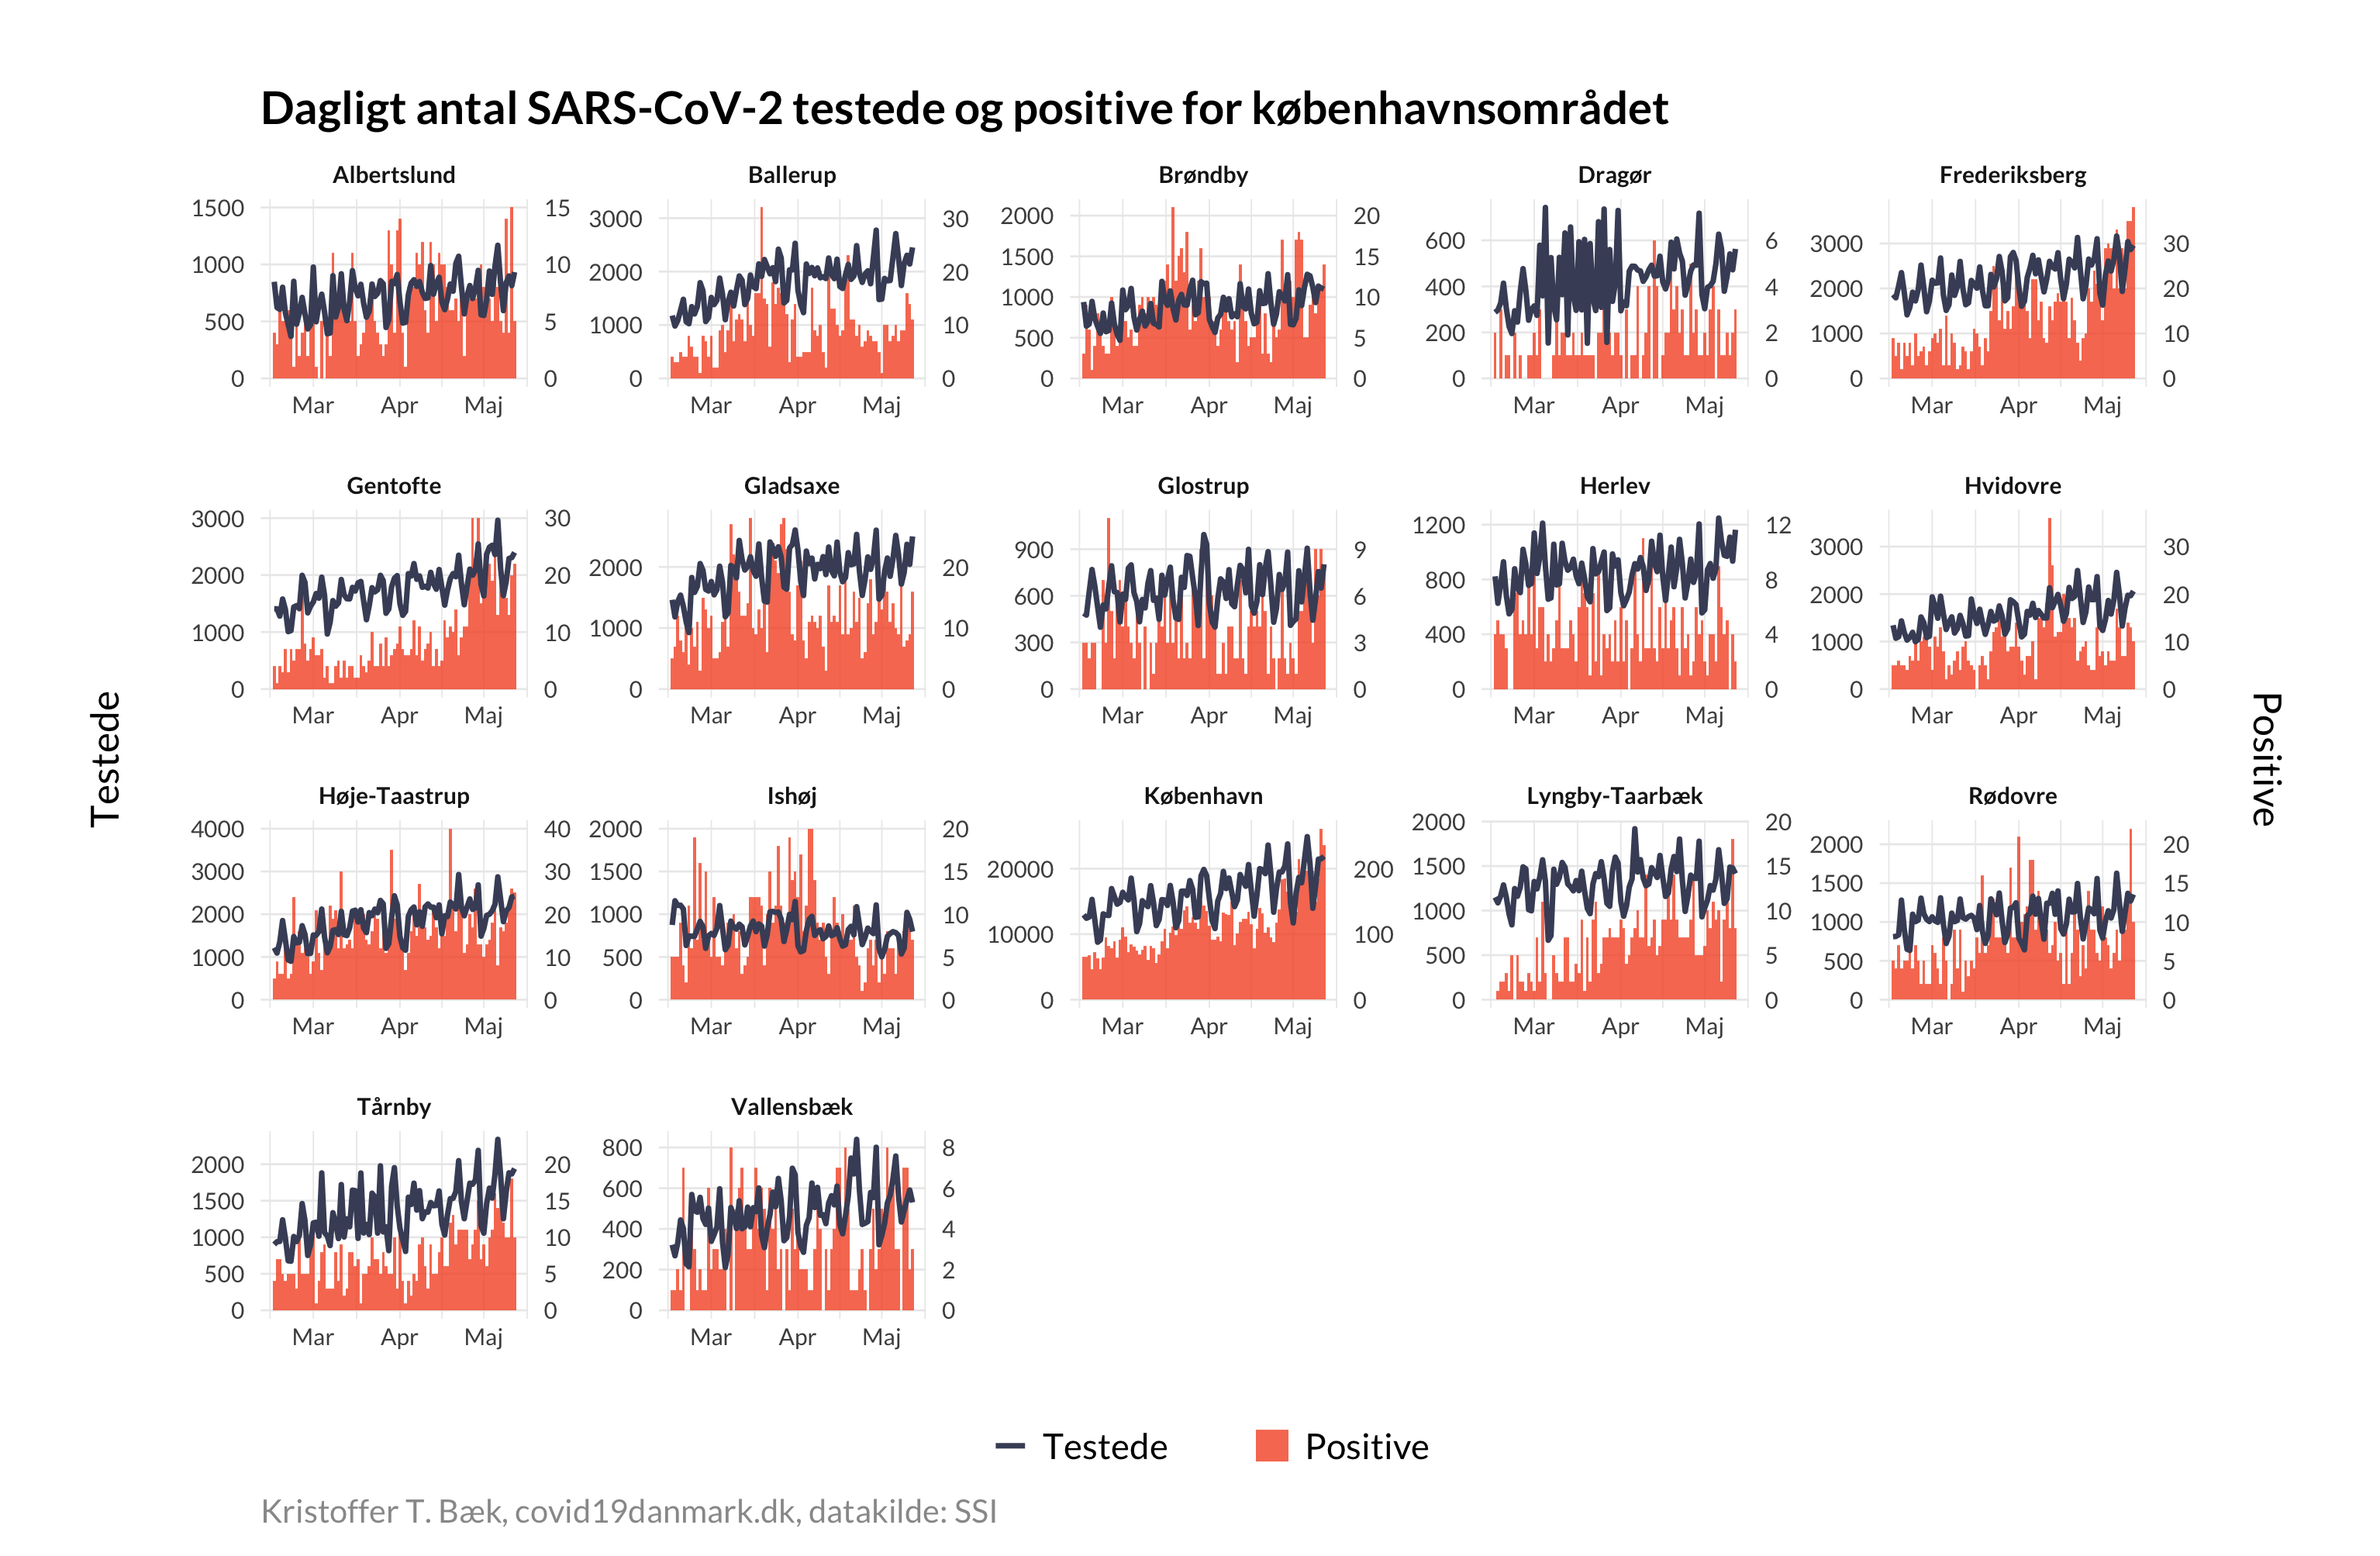 Dagligt antal SARS-CoV-2 testede og positive for københavnsområdet
Albertslund Ballerup Brøndby Dragør Frederiksberg
1500 15 3000 30 2000 20 600 6 3000 30
1000 10 2000 20 1500 15 400 4 2000 20
500 5 1000 10 1000 10 200 2 1000 10
0 0 0 0 500 5 0 0 0 0
0 0
Mar Apr Maj Mar Apr Maj Mar Apr Maj Mar Apr Maj Mar Apr Maj
Gentofte Gladsaxe Glostrup Herlev Hvidovre
3000 30 2000 20 900 9 1200 12 3000 30
2000 20 1000 10 600 6 800 8 2000 20
1000 10 0 0 300 3 400 4 1000 10
0 0 0 0 0 0 0 0
Mar Apr Maj Mar Apr Maj Mar Apr Maj Mar Apr Maj Mar Apr Maj
Testede
Positive
Høje-Taastrup Ishøj København Lyngby-Taarbæk Rødovre
4000 40 2000 20 20000 200 2000 20 2000 20
3000 30 1500 15 10000 100 1500 15 1500 15
2000 20 1000 10 0 0 1000 10 1000 10
1000 10 500 5 500 5 500 5
0 0 0 0 0 0 0 0
Mar Apr Maj Mar Apr Maj Mar Apr Maj Mar Apr Maj Mar Apr Maj
Tårnby Vallensbæk
2000 20 800 8
1500 15 600 6
1000 10 400 4
500 5 200 2
0 0 0 0
Mar Apr Maj Mar Apr Maj
Testede Positive
Kristoffer T. Bæk, covid19danmark.dk, datakilde: SSI